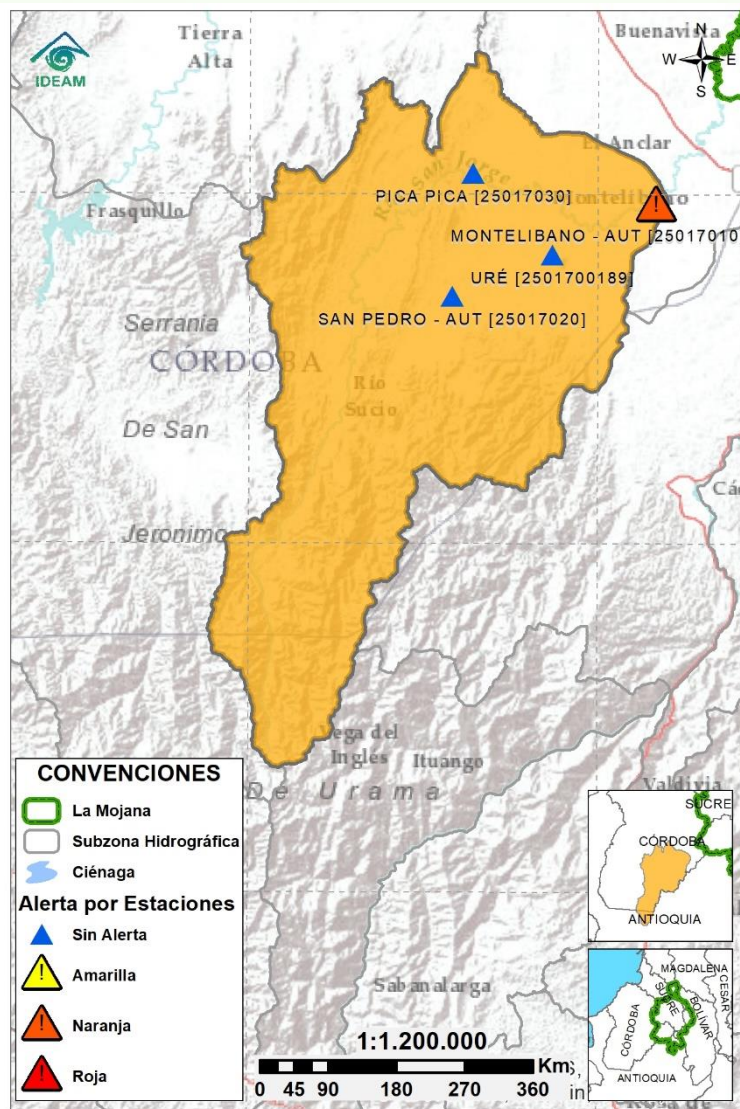 IDEAM
Tierra
Alta
Buenavista
N
W E
S
El Anclar
PICA PICA [25017030]
Frasquillo
MONTELIBANO - AUT [25017010
URÉ [2501700189]
SAN PEDRO - AUT [25017020]
Serrania
CÓRDOBA
Río
Sucio
De San
Jeronimo
Ituango
Ingles
De Urama
Valdivia
Sabanalarga
CONVENCIONES
La Mojana
Subzona Hidrográfica
Ciénaga
Alerta por Estaciones
Sin Alerta
Amarilla
Naranja
Roja
1:1.200.000
Km
0 45 90 180 270 360
SUCRE
CÓRDOBA
ANTIOQUIA
MAGDALENA
CESAR
SUCRE
BOLÍVAR
CÓRDOBA
ANTIOQUIA